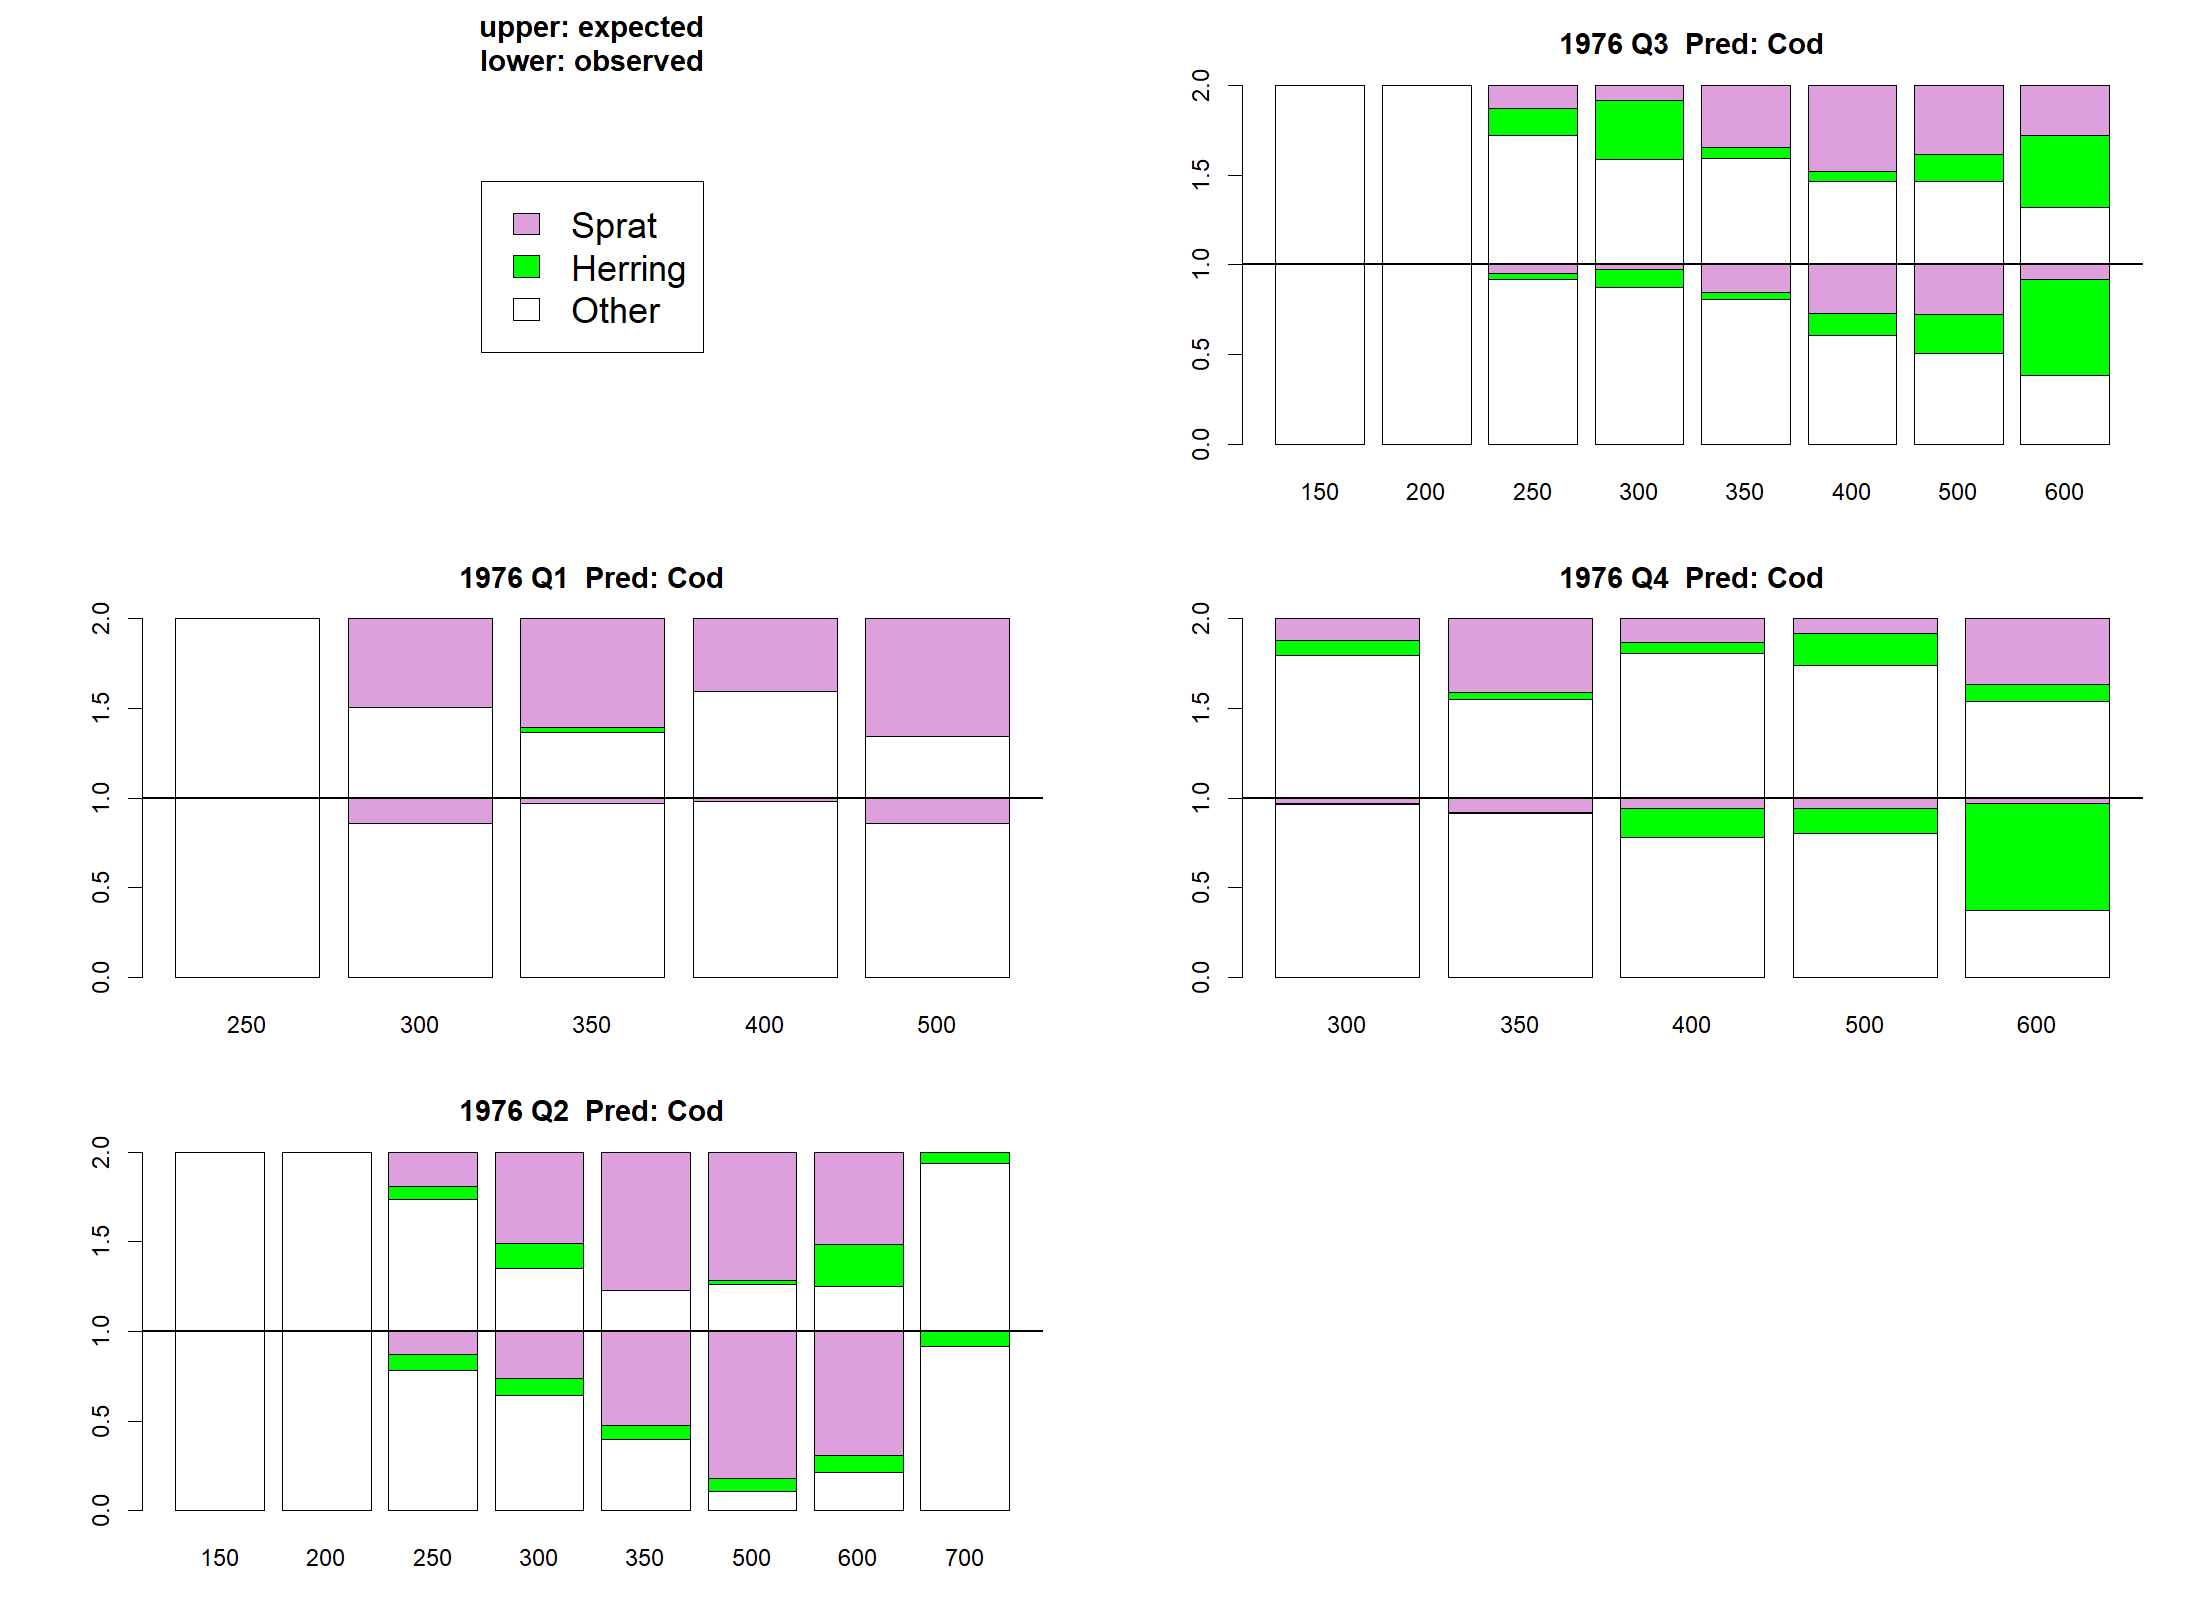 upper: expected
lower: observed
Sprat
Herring
Other
1976 Q3  Pred: Cod
2.0
1.5
1.0
0.5
0.0
150 200 250 300 350 400 500 600
1976 Q1  Pred: Cod
2.0
1.5
1.0
0.5
0.0
250 300 350 400 500
1976 Q4  Pred: Cod
2.0
1.5
1.0
0.5
0.0
300 350 400 500 600
1976 Q2  Pred: Cod
2.0
1.5
1.0
0.5
0.0
150 200 250 300 350 500 600 700